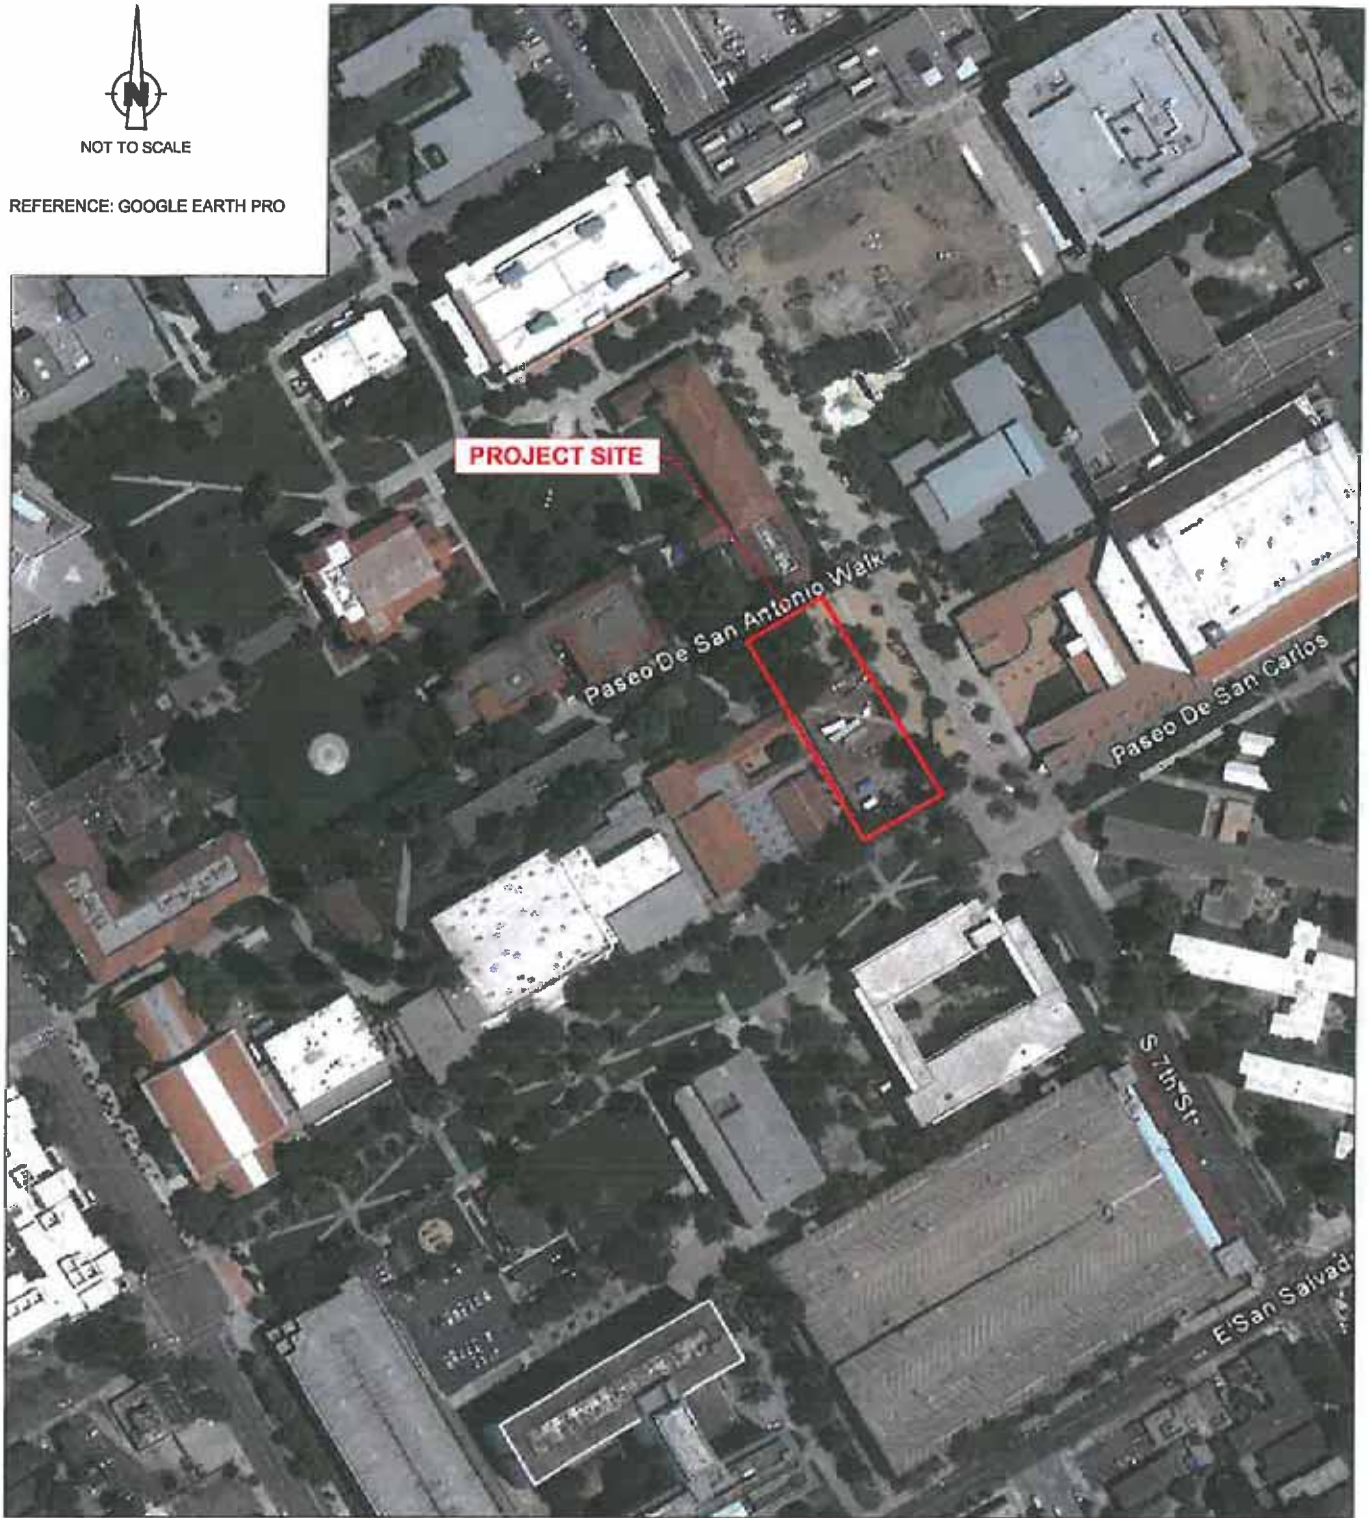 N
NOT TO SCALE
REFERENCE: GOOGLE EARTH PRO
PROJECT SITE
Paseo De San Antonio Walk
Paseo De San Carlos
S 7th St
E San Salvad